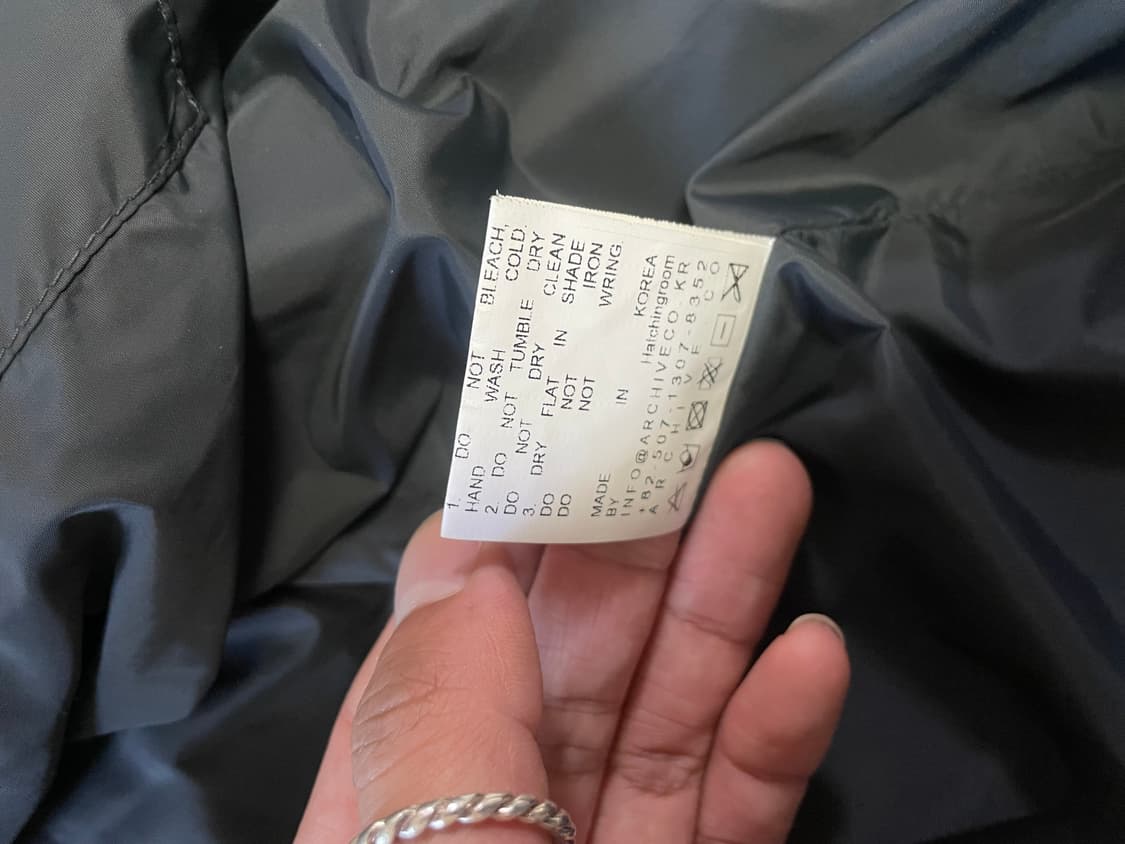 1. DO NOT BLEACH,
HAND WASH COLD.
2. DO NOT TUMBLE DRY
DO NOT DRY CLEAN
3. DRY FLAT IN SHADE
DO NOT IRON
DO NOT WRING
MADE IN KOREA
BY Hatchingroom
INFO@ARCHIVECO.KR
+82-507-1307-8352
ARCHIVE CO